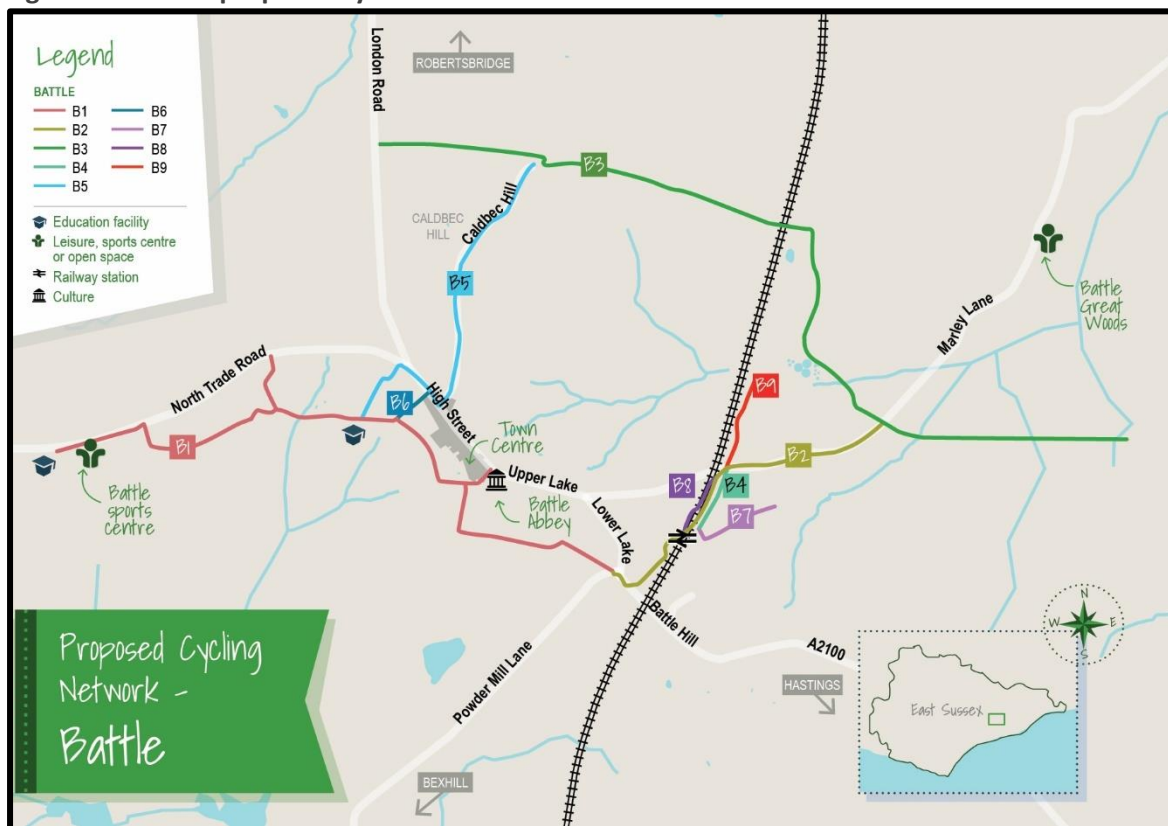 Legend
BATTLE
B1
B2
B3
B4
B5
B6
B7
B8
B9
Education facility
Leisure, sports centre
or open space
Railway station
Culture
London Road
ROBERTSBRIDGE
B3
CALDBEC
HILL
Caldbec Hill
B5
Battle
Great
Woods
Marley Lane
North Trade Road
B6
High Street
B9
B1
Town
Centre
B2
Battle
sports
centre
Upper Lake
B8
B4
Battle
Abbey
Lower Lake
B7
Battle Hill
Powder Mill Lane
A2100
HASTINGS
BEXHILL
N
W
E
S
East Sussex
Proposed Cycling
Network -
Battle